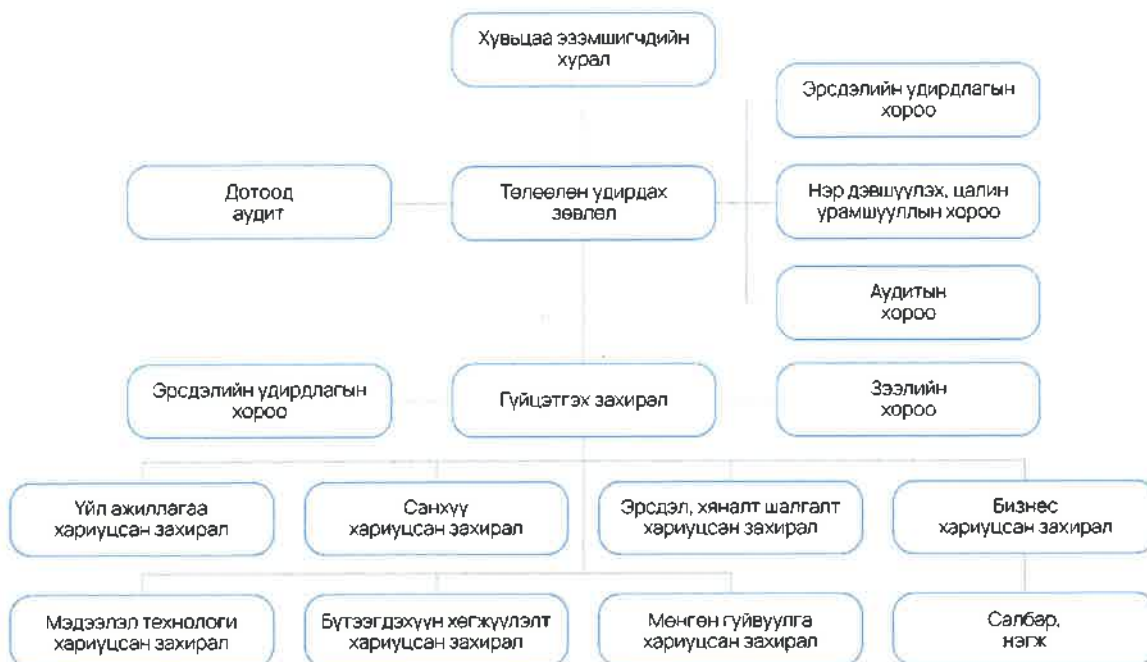 Хувьцаа эзэмшигчдийн
хурал
Эрсдэлийн удирдлагын
хороо
Дотоод
аудит
Төлөөлөн удирдах
зөвлөл
Нэр дэвшүүлэх, цалин
урамшууллын хороо
Аудитын
хороо
Эрсдэлийн удирдлагын
хороо
Гүйцэтгэх захирал
Зээлийн
хороо
Үйл ажиллагаа
хариуцсан захирал
Санхүү
хариуцсан захирал
Эрсдэл, хяналт шалгалт
хариуцсан захирал
Бизнес
хариуцсан захирал
Мэдээлэл технологи
хариуцсан захирал
Бүтээгдэхүүн хөгжүүлэлт
хариуцсан захирал
Мөнгөн гуйвуулга
хариуцсан захирал
Салбар,
нэгж